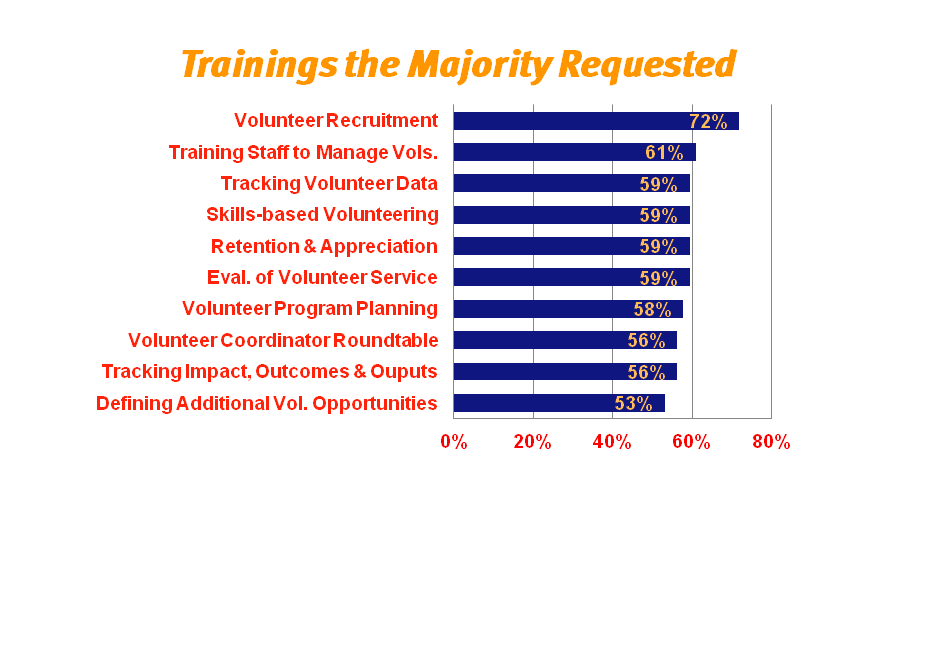 Trainings the Majority Requested
Volunteer Recruitment 72%
Training Staff to Manage Vols. 61%
Tracking Volunteer Data 59%
Skills-based Volunteering 59%
Retention & Appreciation 59%
Eval. of Volunteer Service 59%
Volunteer Program Planning 58%
Volunteer Coordinator Roundtable 56%
Tracking Impact, Outcomes & Ouputs 56%
Defining Additional Vol. Opportunities 53%
0% 20% 40% 60% 80%